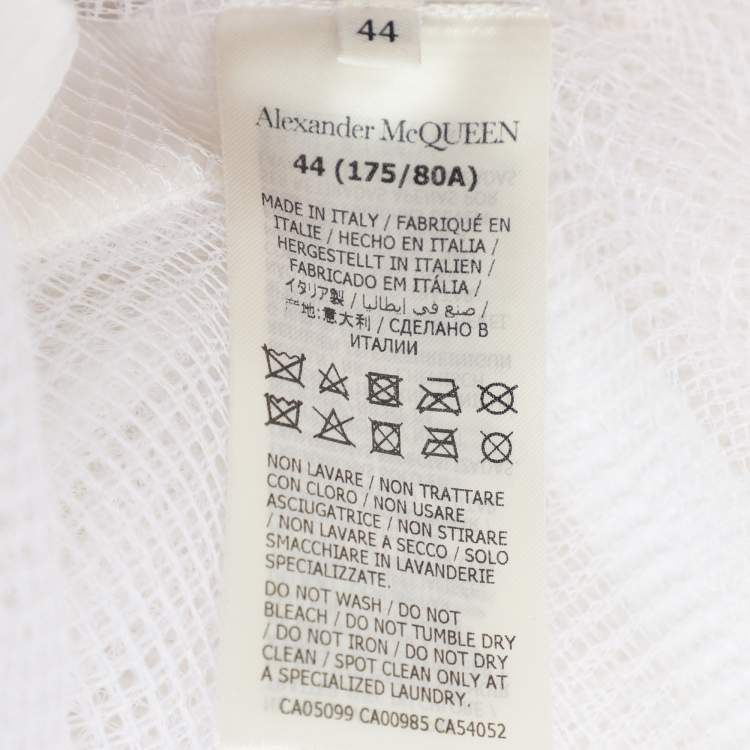 44
Alexander McQUEEN
44 (175/80A)
MADE IN ITALY / FABRIQUÉ EN
ITALIE / HECHO EN ITALIA /
HERGESTELLT IN ITALIEN /
FABRICADO EM ITÁLIA /
イタリア製 / صنع في إيطاليا /
产地:意大利 / СДЕЛАНО В
ИТАЛИИ
NON LAVARE / NON TRATTARE
CON CLORO / NON USARE
ASCIUGATRICE / NON STIRARE
/ NON LAVARE A SECCO / SOLO
SMACCHIARE IN LAVANDERIE
SPECIALIZZATE.
DO NOT WASH / DO NOT
BLEACH / DO NOT TUMBLE DRY
/ DO NOT IRON / DO NOT DRY
CLEAN / SPOT CLEAN ONLY AT
A SPECIALIZED LAUNDRY.
CA05099 CA00985 CA54052